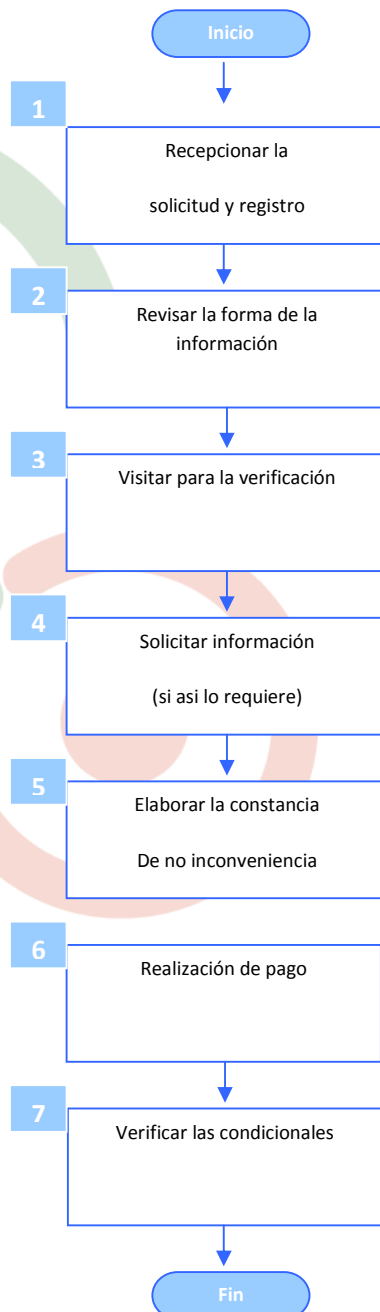 Inicio
1
Recepcionar la
solicitud y registro
2
Revisar la forma de la
información
3
Visitar para la verificación
4
Solicitar información
(si asi lo requiere)
5
Elaborar la constancia
De no inconveniencia
6
Realización de pago
7
Verificar las condicionales
Fin